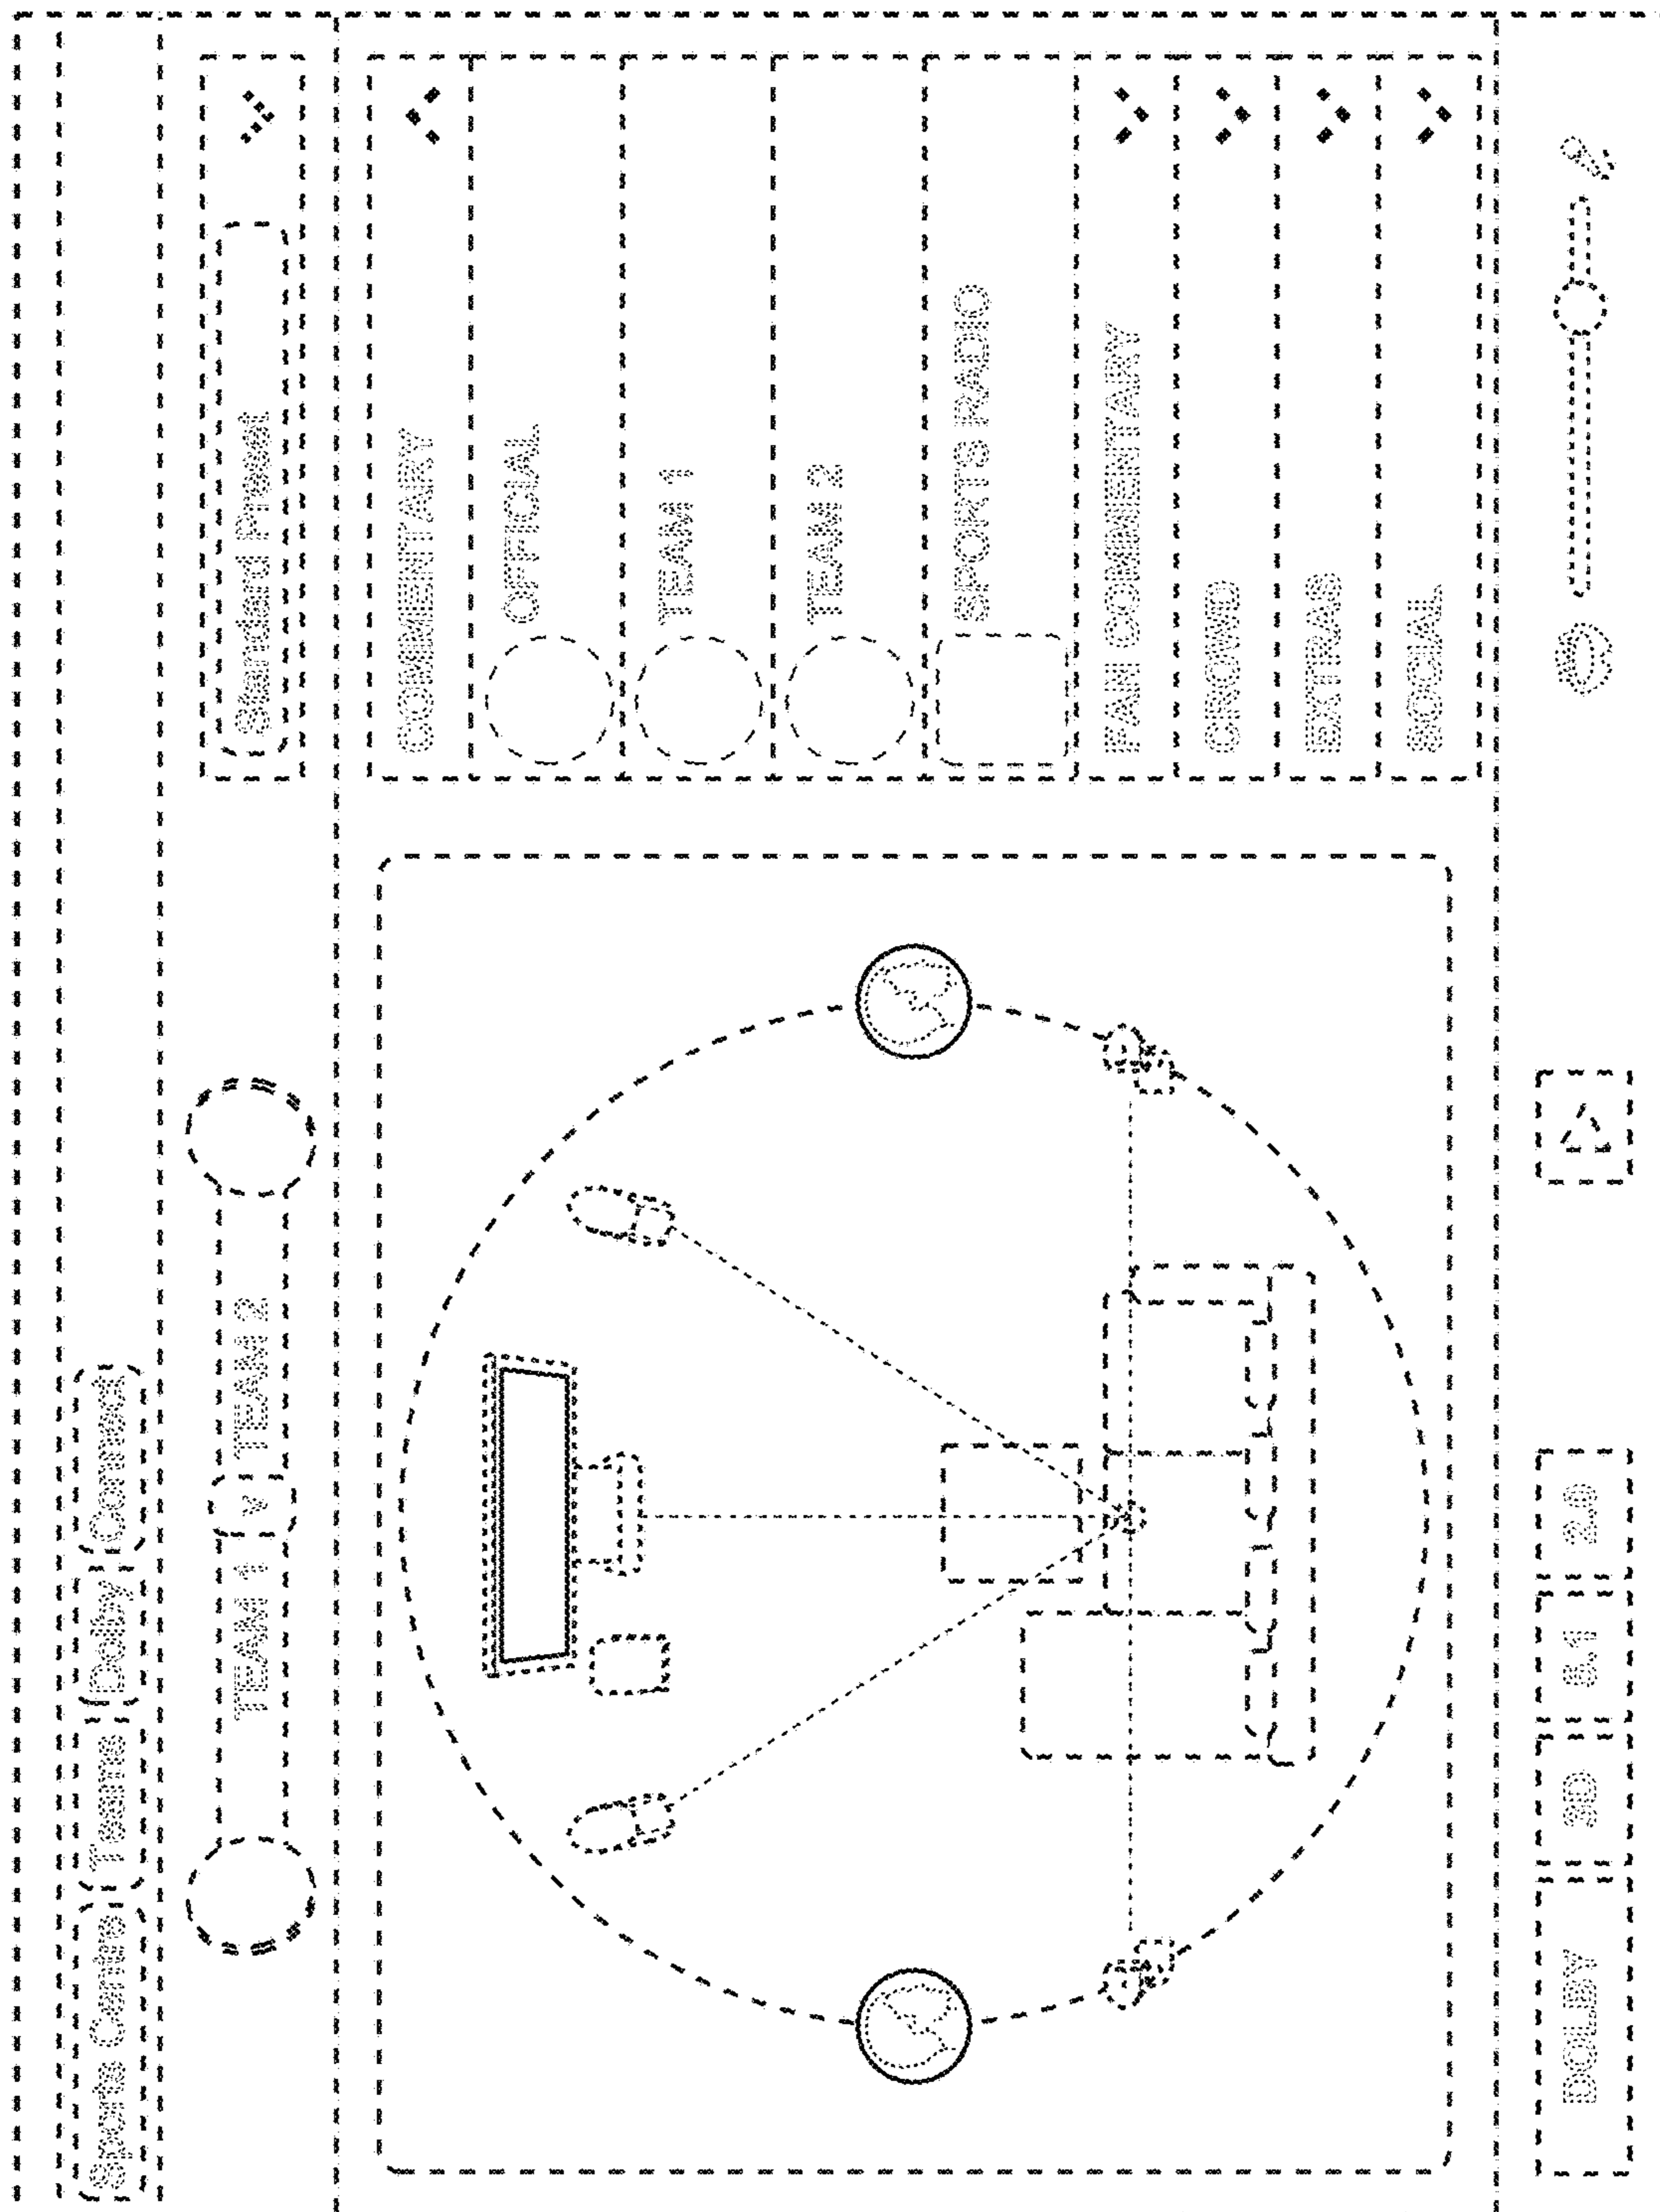 Sports Centre Teams Dolby Connect
TEAM 1 v TEAM 2
Standard Preset
COMMENTARY
OFFICIAL
TEAM 1
TEAM 2
SPORTS RADIO
FAN COMMENTARY
CROWD
EXTRAS
SOCIAL
DOLBY 3D 5.1 2.0